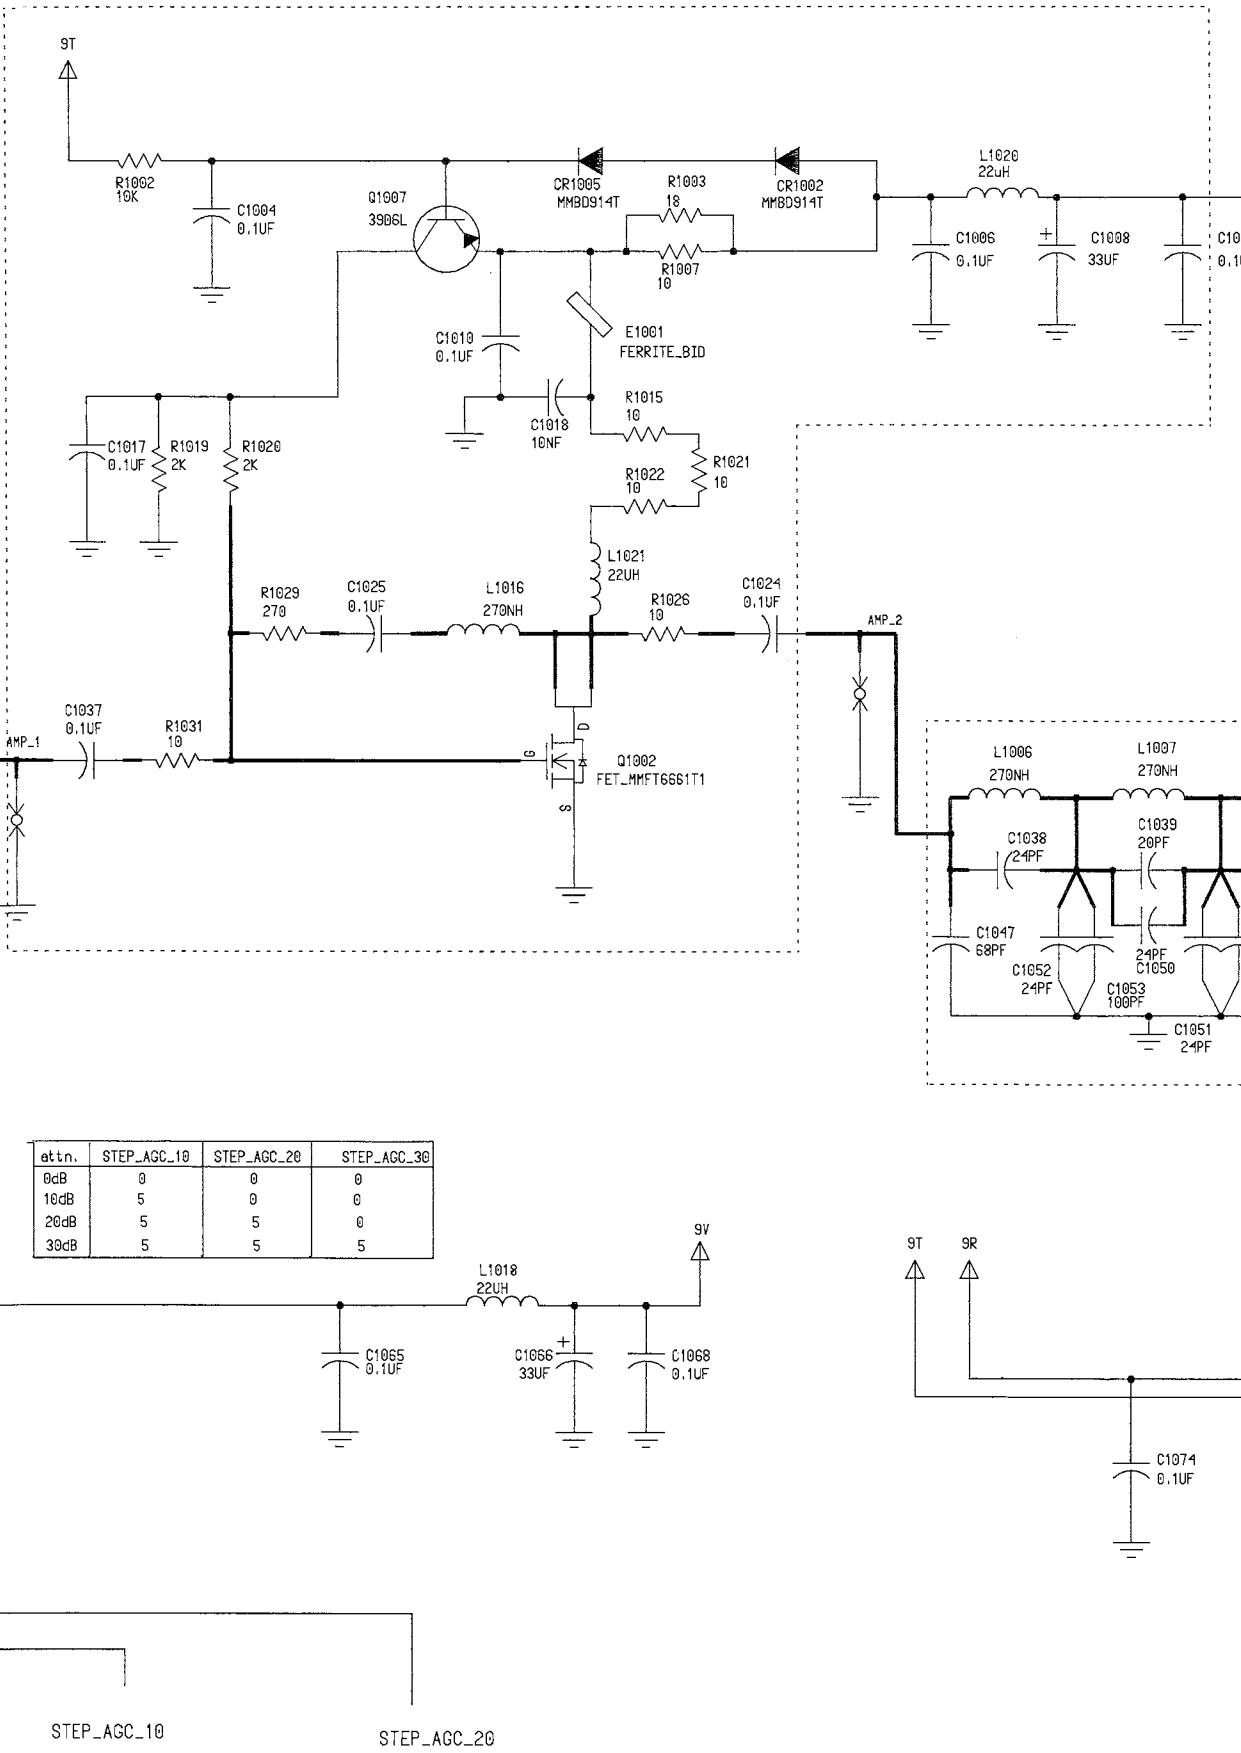 9T
R1002
10K
C1004
0.1UF
Q1007
3906L
CR1005
MMBD914T
R1003
18
CR1002
MMBD914T
R1007
10
L1020
22uH
C1006
0.1UF
+
C1008
33UF
C10
0.1U
C1010
0.1UF
E1001
FERRITE_BID
C1018
10NF
R1015
10
R1021
10
R1022
10
C1017
0.1UF
R1019
2K
R1020
2K
L1021
22UH
R1029
270
C1025
0.1UF
L1016
270NH
R1026
10
C1024
0.1UF
AMP_2
AMP_1
C1037
0.1UF
R1031
10
G
D
S
Q1002
FET_MMFT6661T1
L1006
270NH
L1007
270NH
C1038
24PF
C1039
20PF
C1047
68PF
C1052
24PF
C1053
100PF
24PF
C1050
C1051
24PF
attn. STEP_AGC_10 STEP_AGC_20 STEP_AGC_30
0dB 0 0 0
10dB 5 0 0
20dB 5 5 0
30dB 5 5 5
L1018
22UH
9V
C1065
0.1UF
+
C1066
33UF
C1068
0.1UF
9T 9R
C1074
0.1UF
STEP_AGC_10
STEP_AGC_20